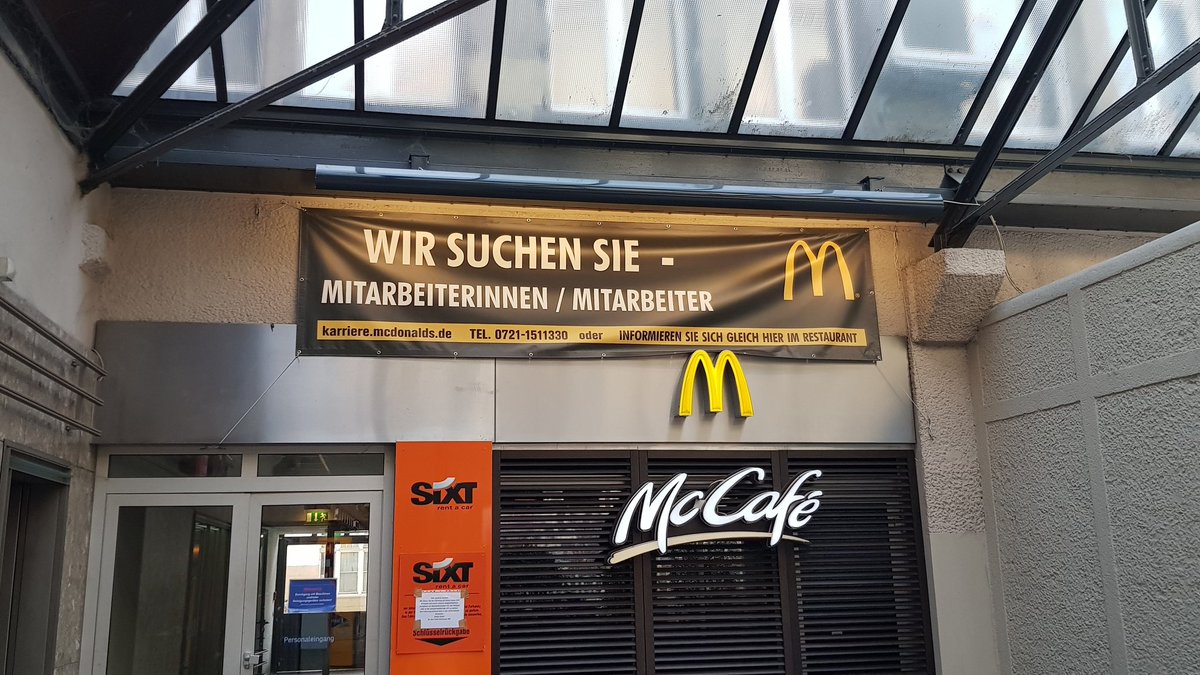 WIR SUCHEN SIE -
MITARBEITERINNEN / MITARBEITER
karriere.mcdonalds.de TEL. 0721-1511330 oder INFORMIEREN SIE SICH GLEICH HIER IM RESTAURANT
McCafé
SIXT
rent a car
SIXT
rent a car
Schlüsselrückgabe
Personaleingang